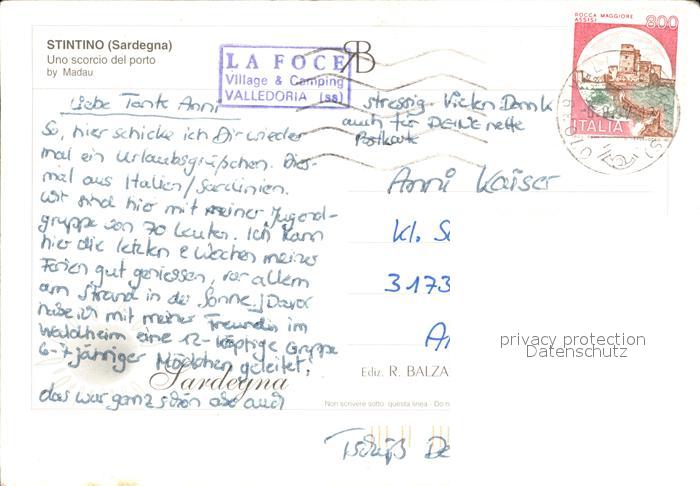 STINTINO (Sardegna)
Uno scorcio del porto
by Madau
LA FOCE
Village & Camping
VALLEDORIA (SS)
ROCCA MAGGIORE
ASSISI
800
ITALIA
Liebe Tante Anni
So, hier schicke ich Dir wieder
mal ein Urlaubsgrüßchen. Dies-
mal aus Italien/Sardinien.
Wir sind hier mit meiner Jugend-
gruppe von 70 Leuten. Ich kann
hier die letzten 2 Wochen meiner
Ferien gut geniessen, vor allem
am Strand in der Sonne! Davor
habe ich mit meiner Freundin im
Waldheim eine 12-köpfige Gruppe
6-7jähriger Mädchen geleitet;
das war ganz schön aber auch
stressig. Vielen Dank
auch für DEINE nette
Postkarte
Tschüß De
Anni Kaiser
Kl. S
3173
A
Sardegna
Ediz. R. BALZA
Non scrivere sotto questa linea - Do n
privacy protection
Datenschutz